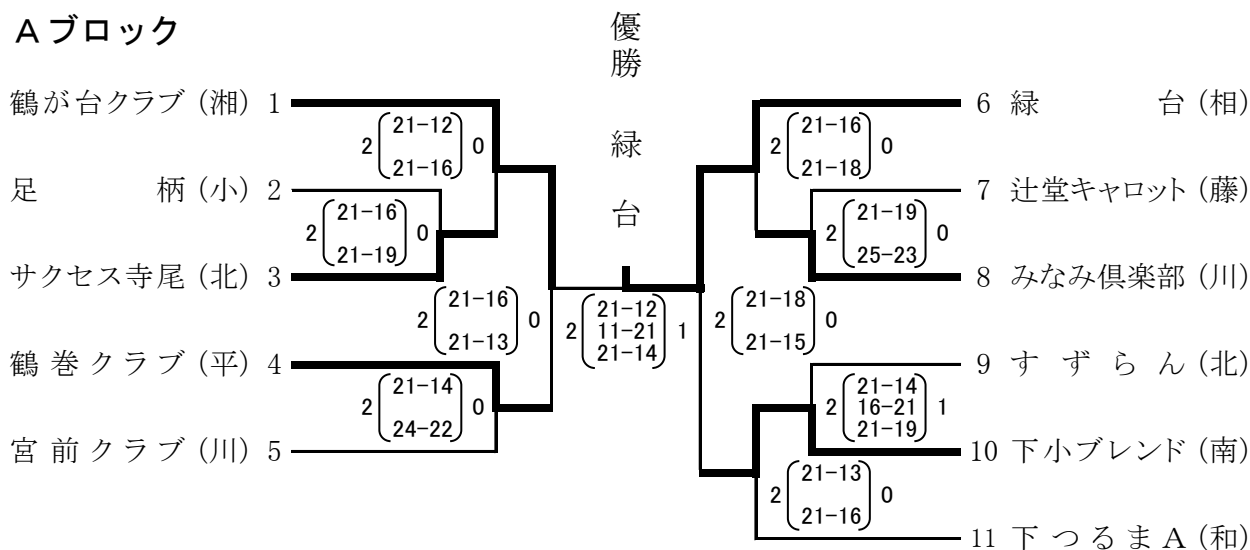 Aブロック
優勝 緑台
鶴が台クラブ (湘) 1
2 21-12 0
21-16
足柄 (小) 2
2 21-16 0
21-19
サクセス寺尾 (北) 3
2 21-16 0
21-13
鶴巻クラブ (平) 4
2 21-14 0
24-22
宮前クラブ (川) 5
21-12
2 11-21 1
21-14
6 緑台 (相)
2 21-16 0
21-18
7 辻堂キャロット (藤)
2 21-19 0
25-23
8 みなみ倶楽部 (川)
2 21-18 0
21-15
9 すずらん (北)
21-14
2 16-21 1
21-19
10 下小ブレンド (南)
2 21-13 0
21-16
11 下つるまA (和)